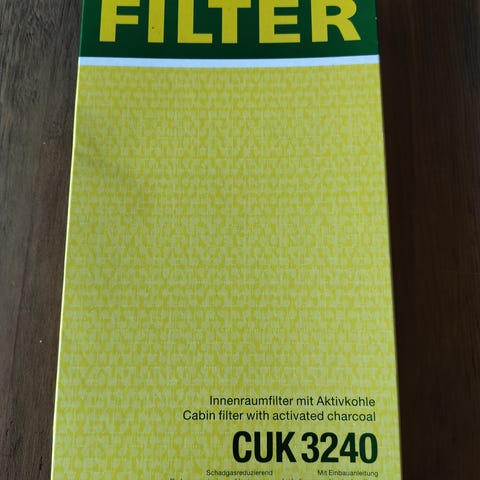 FILTER
Innenraumfilter mit Aktivkohle
Cabin filter with activated charcoal
CUK 3240
Schadgasreduzierend Mit Einbauanleitung